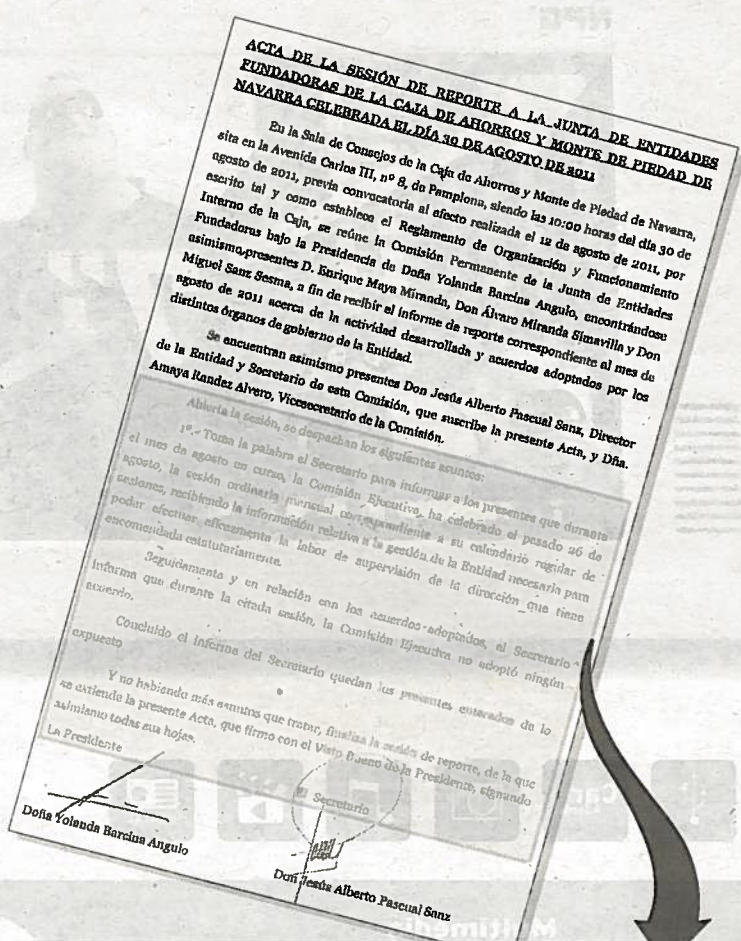 ACTA DE LA SESIÓN DE REPORTE A LA JUNTA DE ENTIDADES
FUNDADORAS DE LA CAJA DE AHORROS Y MONTE DE PIEDAD DE
NAVARRA CELEBRADA EL DÍA 30 DE AGOSTO DE 2011
En la Sala de Consejos de la Caja de Ahorros y Monte de Piedad de Navarra,
sita en la Avenida Carlos III, nº 8, de Pamplona, siendo las 10:00 horas del día 30 de
agosto de 2011, previa convocatoria al efecto realizada el 12 de agosto de 2011, por
escrito tal y como establece el Reglamento de Organización y Funcionamiento
Interno de la Caja, se reúne la Comisión Permanente de la Junta de Entidades
Fundadoras bajo la Presidencia de Doña Yolanda Barcina Angulo, encontrándose
asimismo presentes D. Enrique Maya Miranda, Don Álvaro Miranda Simavilla y Don
Miguel Sanz Sesma, a fin de recibir el informe de reporte correspondiente al mes de
agosto de 2011 acerca de la actividad desarrollada y acuerdos adoptados por los
distintos órganos de gobierno de la Entidad.
Se encuentran asimismo presentes Don Jesús Alberto Pascual Sanz, Director
de la Entidad y Secretario de esta Comisión, que suscribe la presente Acta, y Dña.
Amaya Randez Alvero, Vicesecretario de la Comisión.
Abierta la sesión, se despachan los siguientes asuntos:
1º.- Toma la palabra el Secretario para informar a los presentes que durante
el mes de agosto en curso, la Comisión Ejecutiva, ha celebrado el pasado 26 de
agosto, la sesión ordinaria mensual correspondiente a su calendario regular de
sesiones, recibiendo la información relativa a la gestión de la Entidad necesaria para
poder efectuar eficazmente la labor de supervisión de la dirección que tiene
encomendada estatutariamente.
Seguidamente y en relación con los acuerdos adoptados, el Secretario
informa que durante la citada sesión, la Comisión Ejecutiva no adoptó ningún
acuerdo.
Concluido el informe del Secretario quedan los presentes enterados de lo
expuesto
Y no habiendo más asuntos que tratar, finaliza la sesión de reporte, de la que
se extiende la presente Acta, que firmo con el Visto Bueno de la Presidente, signando
asimismo todas sus hojas.
La Presidente
El Secretario
Doña Yolanda Barcina Angulo
Don Jesús Alberto Pascual Sanz